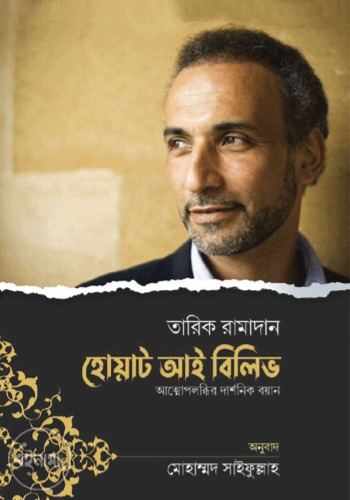 তারিক রামাদান
হোয়াট আই বিলিভ
আত্মোপলব্ধির দার্শনিক বয়ান
অনুবাদ
মোহাম্মদ সাইফুল্লাহ